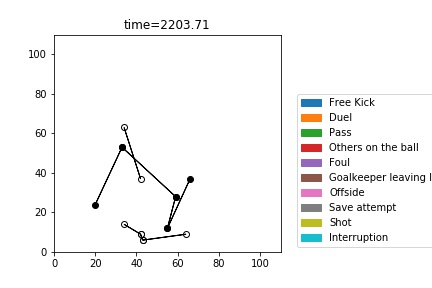 time=2203.71
100
80
60
40
20
0
0 20 40 60 80 100
Free Kick
Duel
Pass
Others on the ball
Foul
Goalkeeper leaving l
Offside
Save attempt
Shot
Interruption